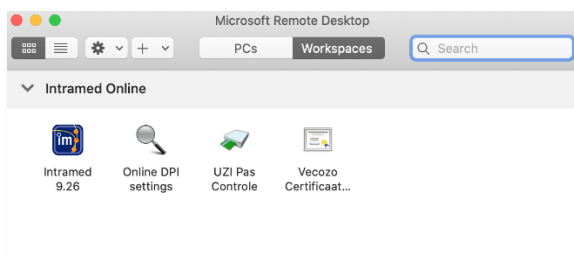 Microsoft Remote Desktop
PCs
Workspaces
Search
Intramed Online
im
Intramed
9.26
Online DPI
settings
UZI Pas
Controle
Vecozo
Certificaat...